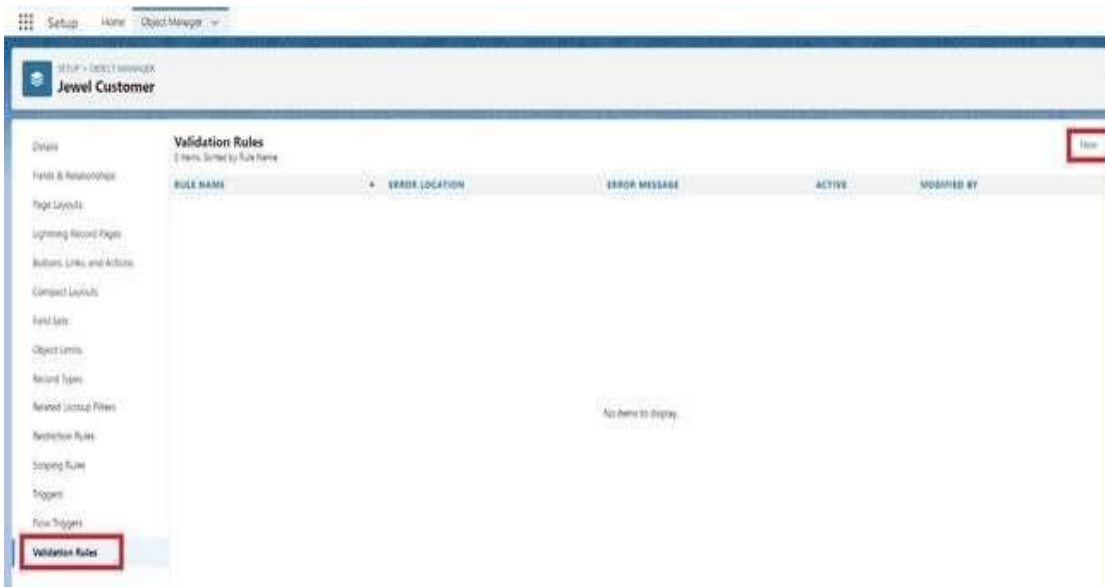 Setup Home Object Manager
SETUP > OBJECT MANAGER
Jewel Customer
Details
Fields & Relationships
Page Layouts
Lightning Record Pages
Buttons, Links, and Actions
Compact Layouts
Field Sets
Object Limits
Record Types
Related Lookup Filters
Restriction Rules
Scoping Rules
Triggers
Flow Triggers
Validation Rules
Validation Rules
0 Items, Sorted by Rule Name
New
RULE NAME ERROR LOCATION ERROR MESSAGE ACTIVE MODIFIED BY
No items to display.